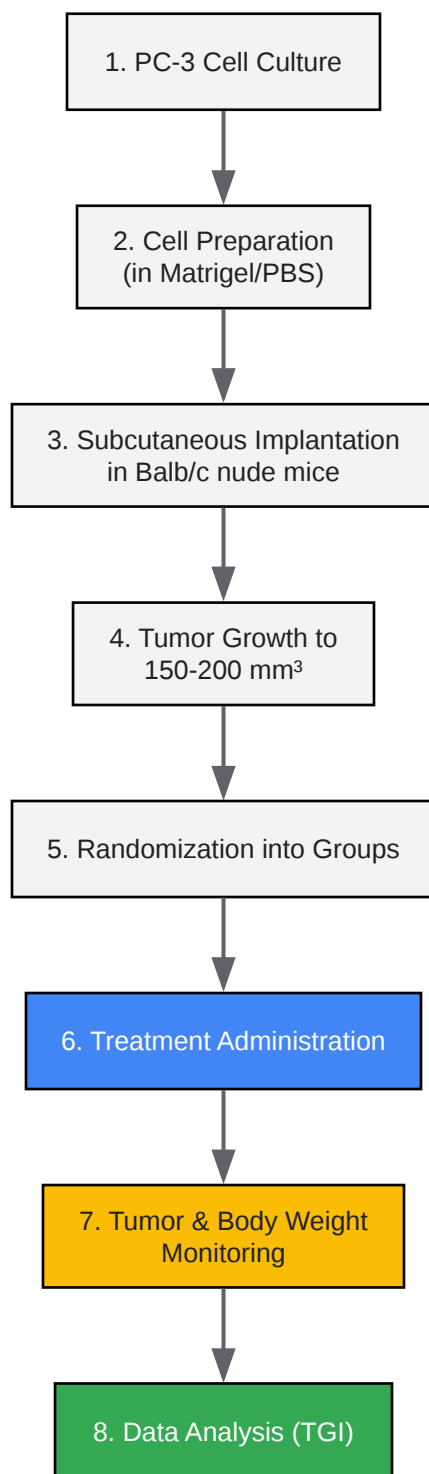 1. PC-3 Cell Culture
2. Cell Preparation
(in Matrigel/PBS)
3. Subcutaneous Implantation
in Balb/c nude mice
4. Tumor Growth to
150-200 mm³
5. Randomization into Groups
6. Treatment Administration
7. Tumor & Body Weight
Monitoring
8. Data Analysis (TGI)